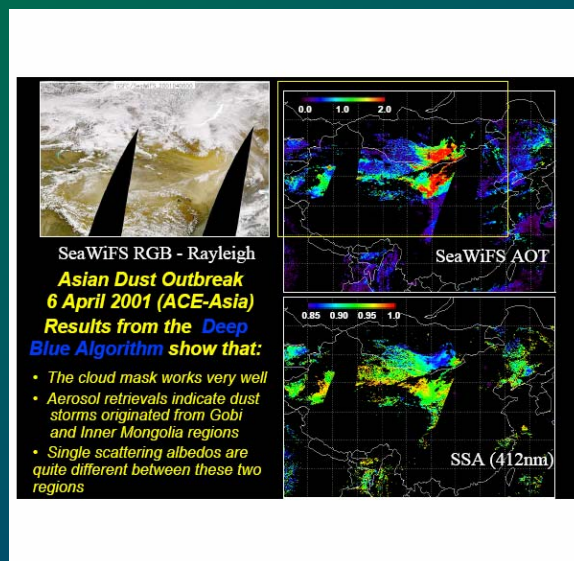 SeaWiFS RGB - Rayleigh
Asian Dust Outbreak
6 April 2001 (ACE-Asia)
Results from the Deep
Blue Algorithm show that:
• The cloud mask works very well
• Aerosol retrievals indicate dust
storms originated from Gobi
and Inner Mongolia regions
• Single scattering albedos are
quite different between these two
regions
0.0 1.0 2.0
SeaWiFS AOT
0.85 0.90 0.95 1.0
SSA (412nm)